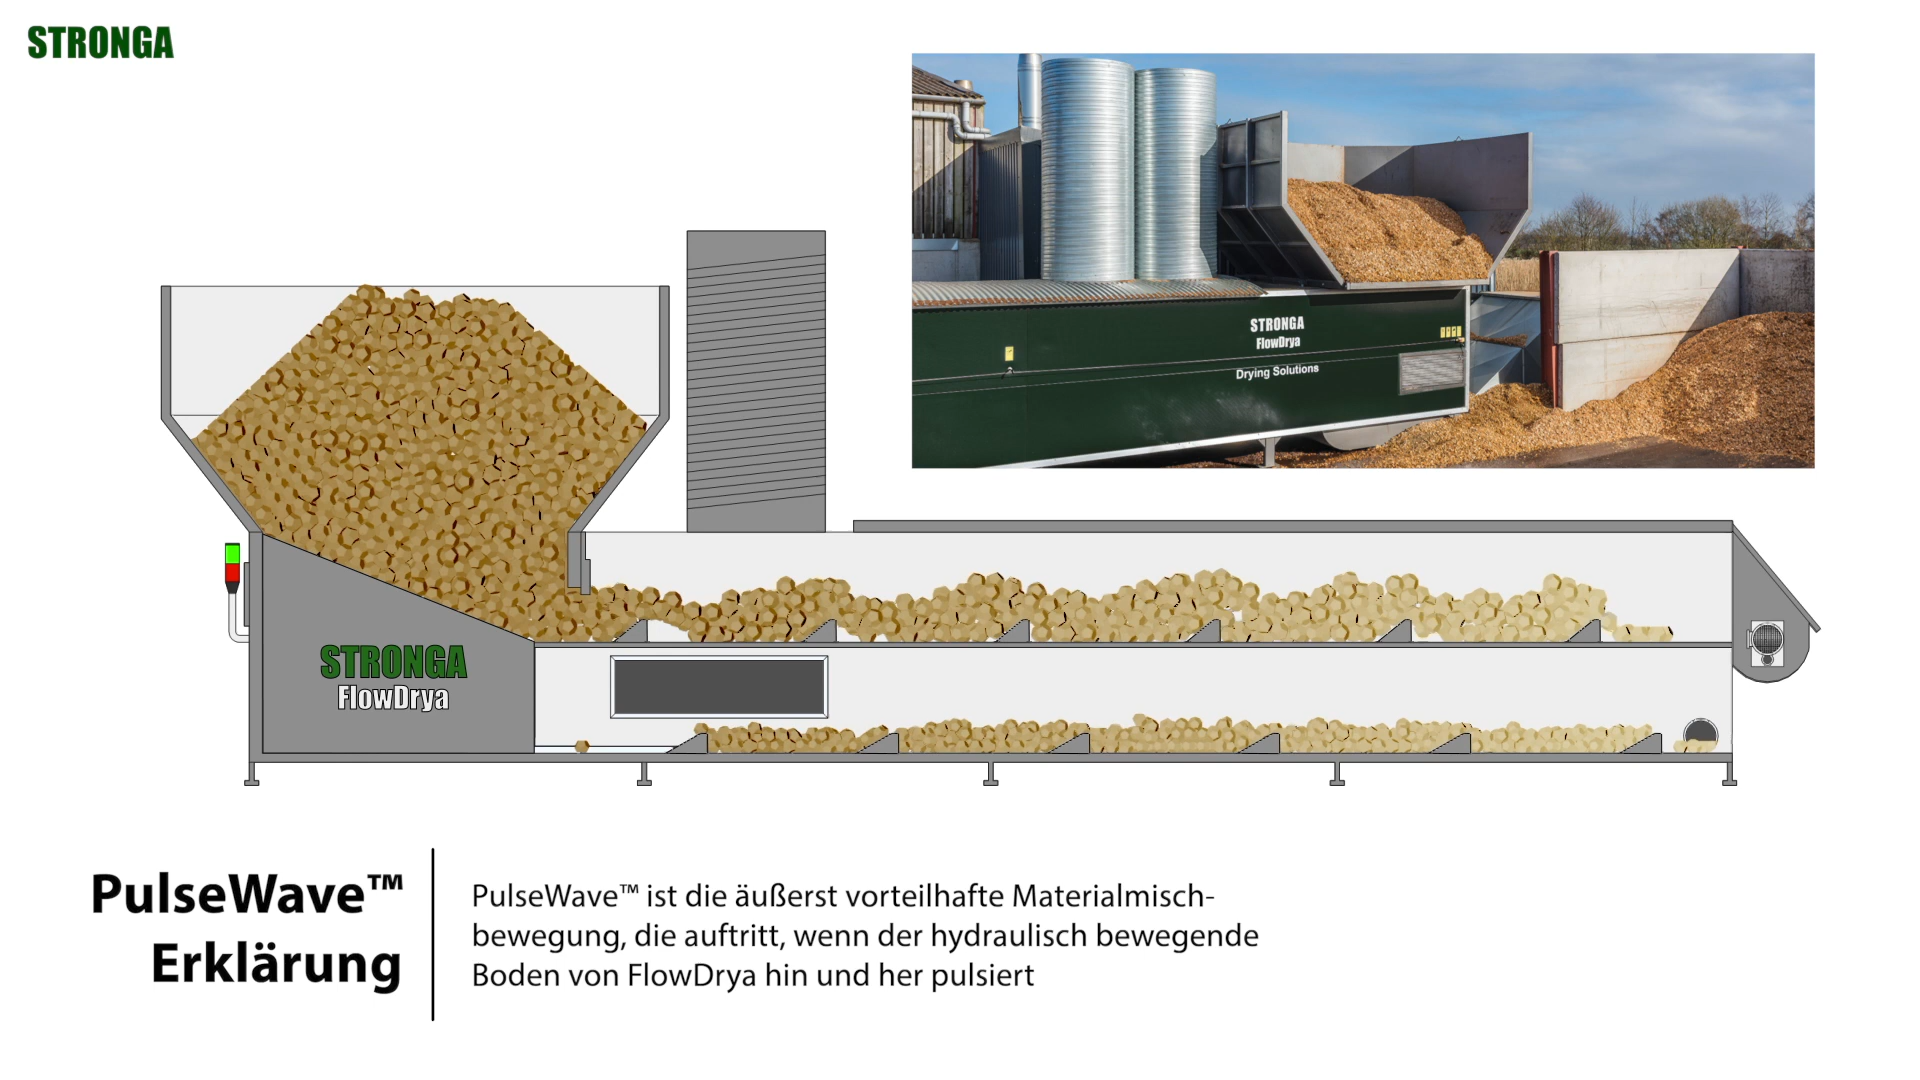 STRONGA
STRONGA
FlowDrya
Drying Solutions
STRONGA
FlowDrya
PulseWave™
Erklärung
PulseWave™ ist die äußerst vorteilhafte Materialmisch-
bewegung, die auftritt, wenn der hydraulisch bewegende
Boden von FlowDrya hin und her pulsiert